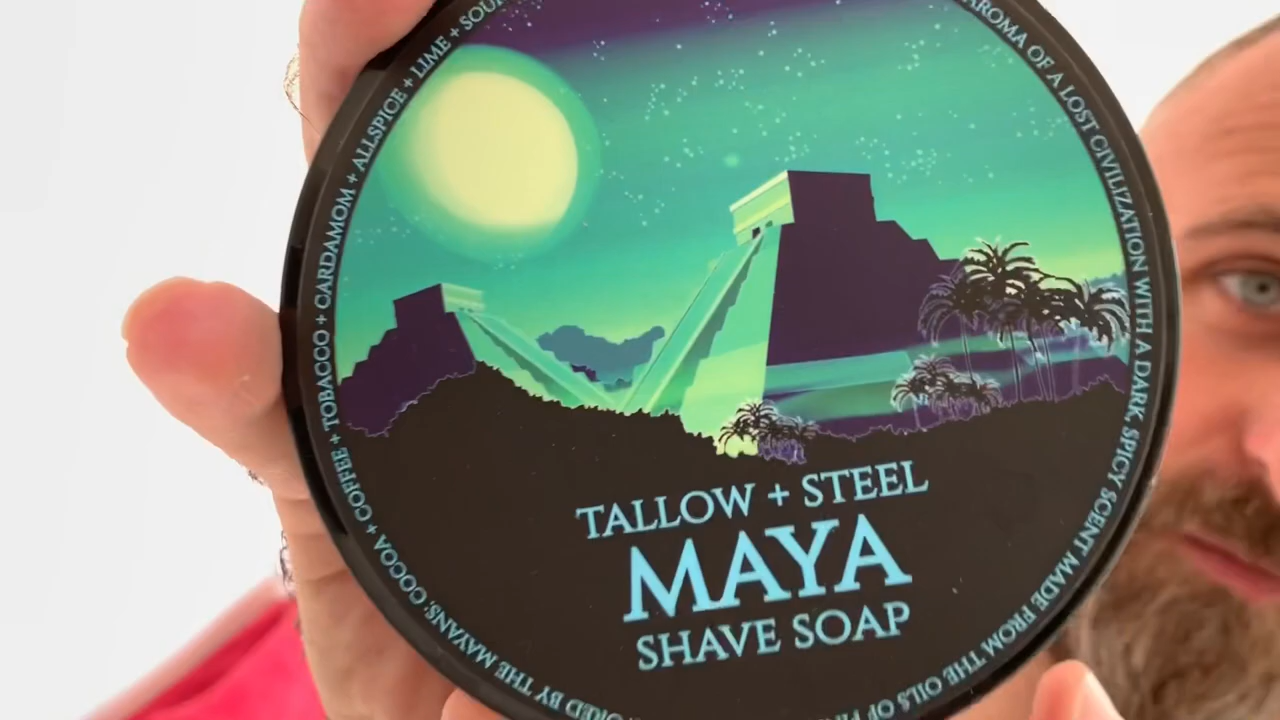 TALLOW + STEEL
MAYA
SHAVE SOAP
AROMA OF A LOST CIVILIZATION WITH A DARK, SPICY SCENT MADE FROM THE OILS OF
BY THE MAYANS: COCOA + COFFEE + TOBACCO + CARDAMOM + ALLSPICE + LIME +